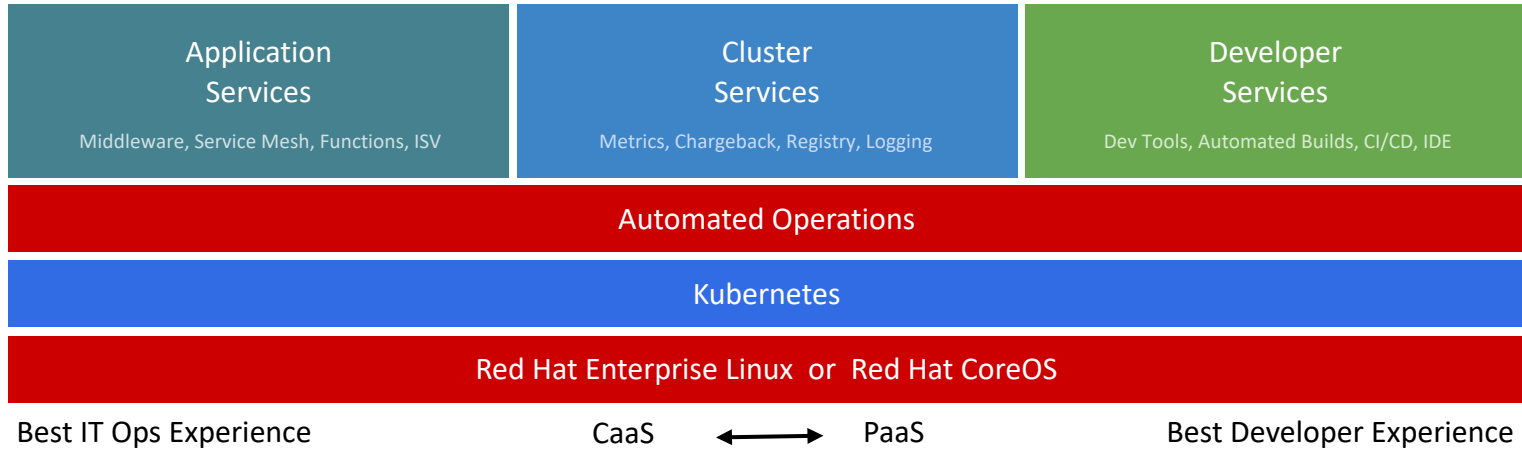 Application
Services
Middleware, Service Mesh, Functions, ISV
Cluster
Services
Metrics, Chargeback, Registry, Logging
Developer
Services
Dev Tools, Automated Builds, CI/CD, IDE
Automated Operations
Kubernetes
Red Hat Enterprise Linux or Red Hat CoreOS
Best IT Ops Experience
CaaS
PaaS
Best Developer Experience